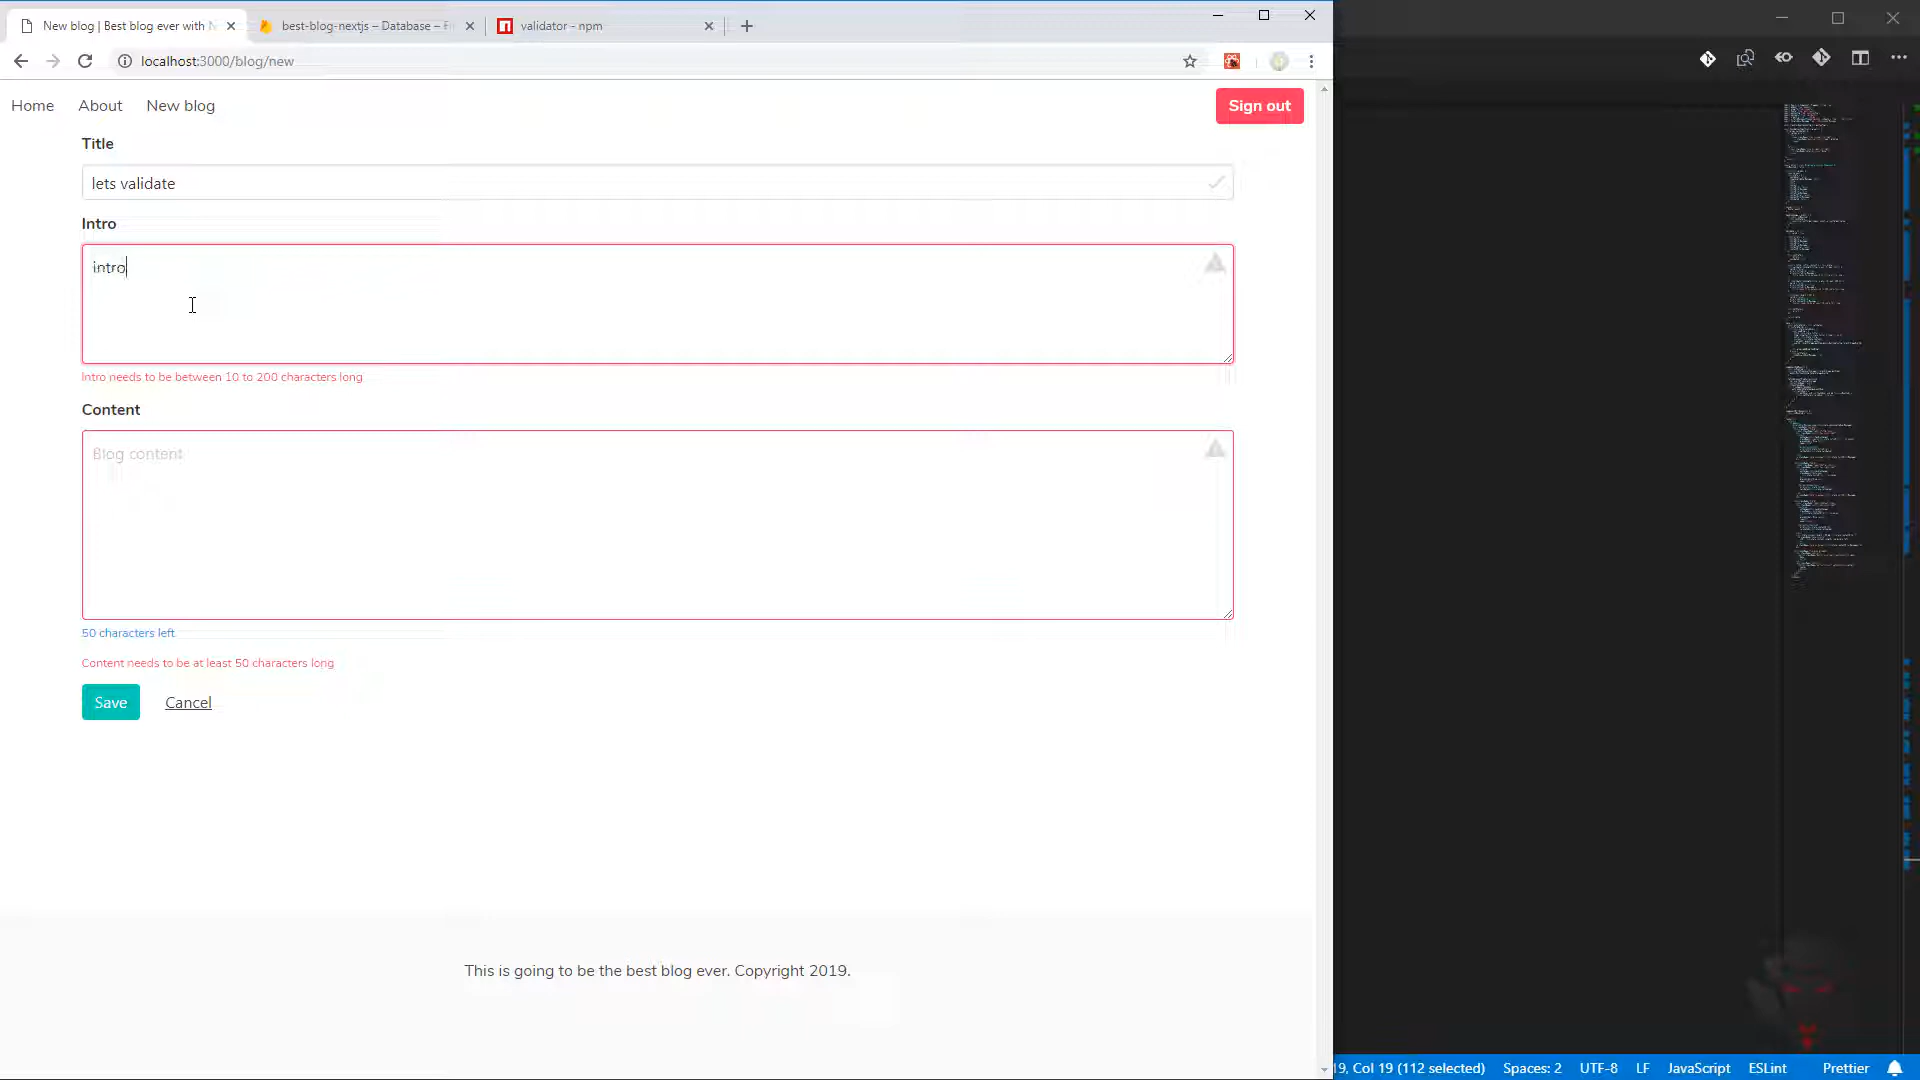 New blog | Best blog ever with N
best-blog-nextjs – Database – Fi
validator - npm
localhost:3000/blog/new
Home
About
New blog
Sign out
Title
lets validate
Intro
intro
Intro needs to be between 10 to 200 characters long
Content
Blog content
50 characters left
Content needs to be at least 50 characters long
Save
Cancel
This is going to be the best blog ever. Copyright 2019.
19, Col 19 (112 selected)
Spaces: 2
UTF-8
LF
JavaScript
ESLint
Prettier